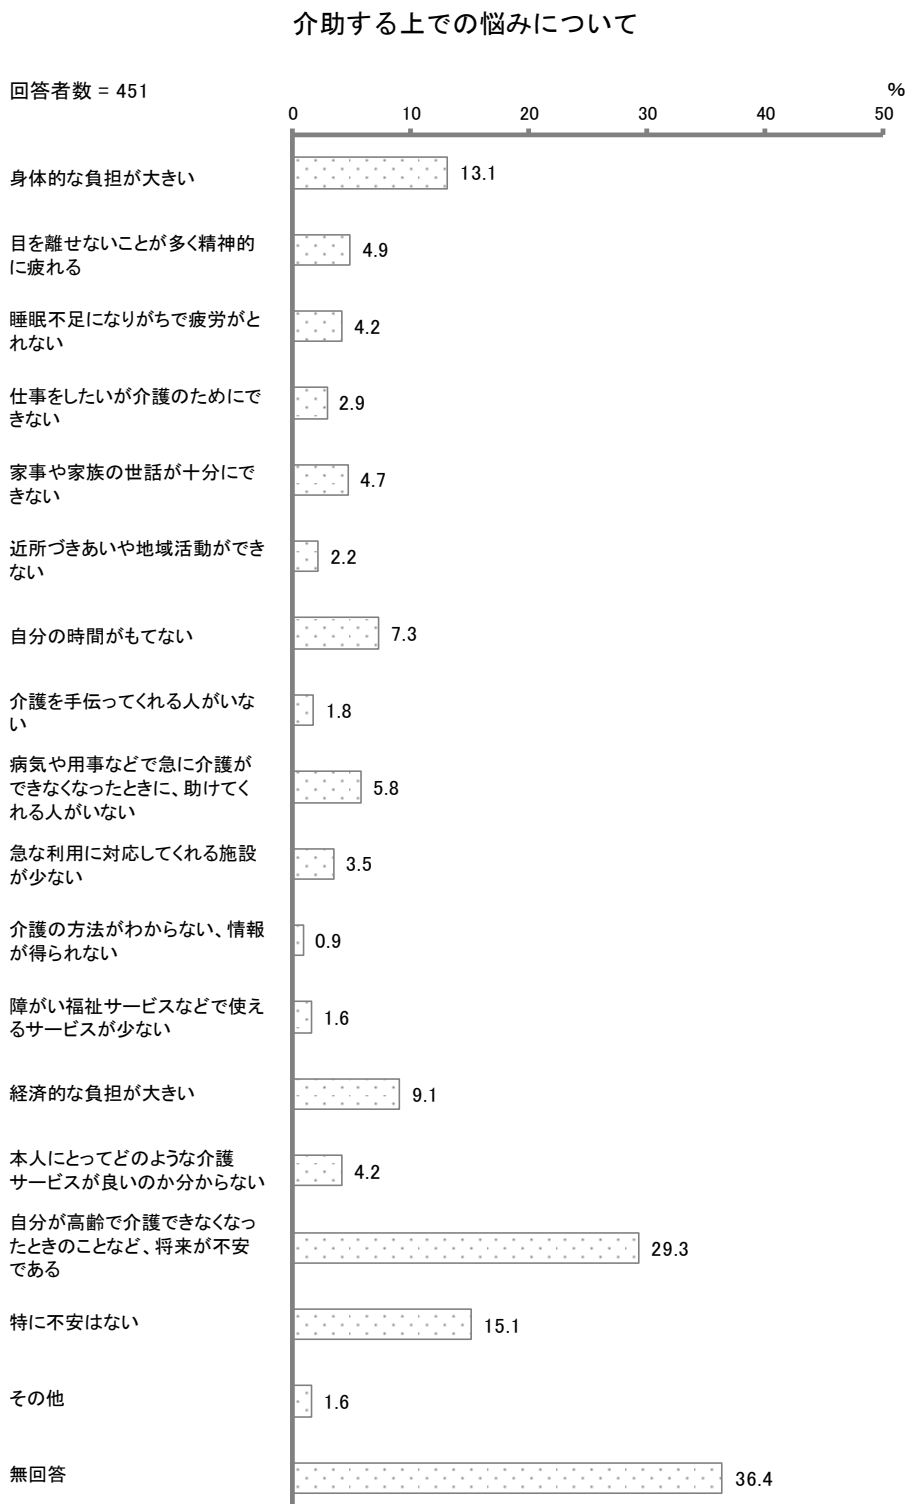 介助する上での悩みについて
回答者数 = 451
%
0 10 20 30 40 50
身体的な負担が大きい
13.1
目を離せないことが多く精神的
に疲れる
4.9
睡眠不足になりがちで疲労がと
れない
4.2
仕事をしたいが介護のためにで
きない
2.9
家事や家族の世話が十分にで
きない
4.7
近所づきあいや地域活動ができ
ない
2.2
自分の時間がもてない
7.3
介護を手伝ってくれる人がいな
い
1.8
病気や用事などで急に介護が
できなくなったときに、助けてく
れる人がいない
5.8
急な利用に対応してくれる施設
が少ない
3.5
介護の方法がわからない、情報
が得られない
0.9
障がい福祉サービスなどで使え
るサービスが少ない
1.6
経済的な負担が大きい
9.1
本人にとってどのような介護
サービスが良いのか分からない
4.2
自分が高齢で介護できなくなっ
たときのことなど、将来が不安
である
29.3
特に不安はない
15.1
その他
1.6
無回答
36.4